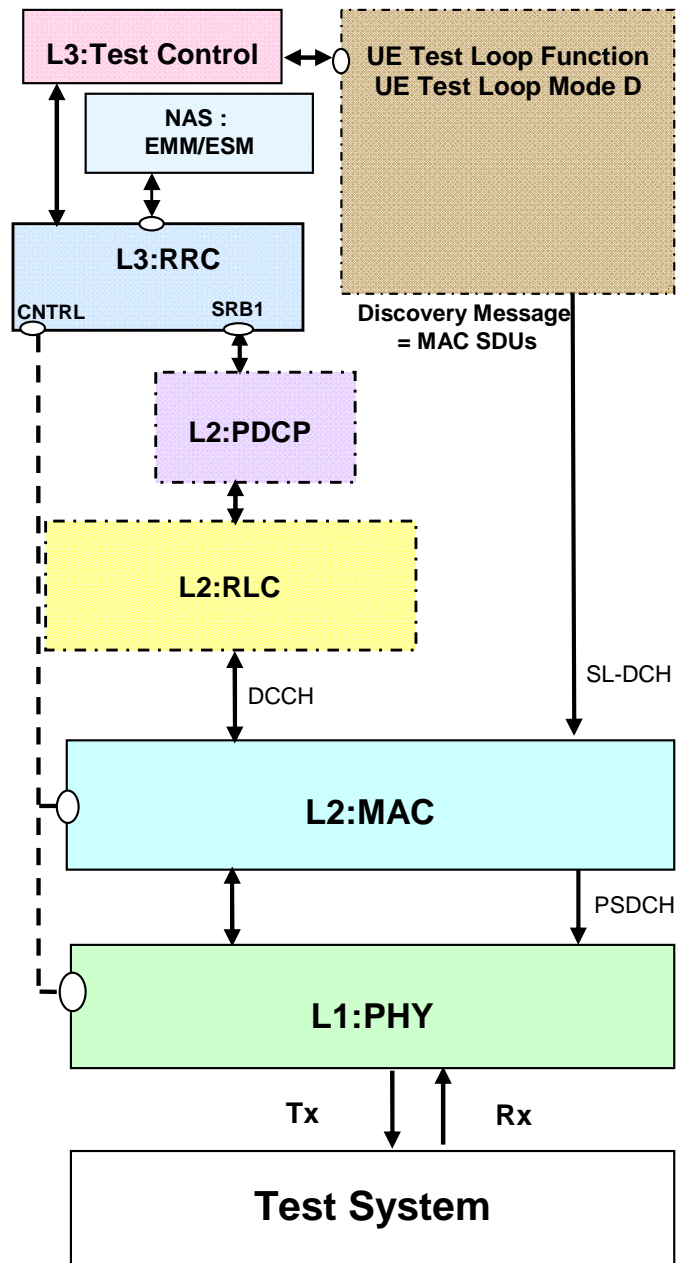 L3:Test Control
UE Test Loop Function
UE Test Loop Mode D
NAS :
EMM/ESM
L3:RRC
CNTRL
SRB1
Discovery Message
= MAC SDUs
L2:PDCP
L2:RLC
DCCH
SL-DCH
L2:MAC
PSDCH
L1:PHY
Tx
Rx
Test System